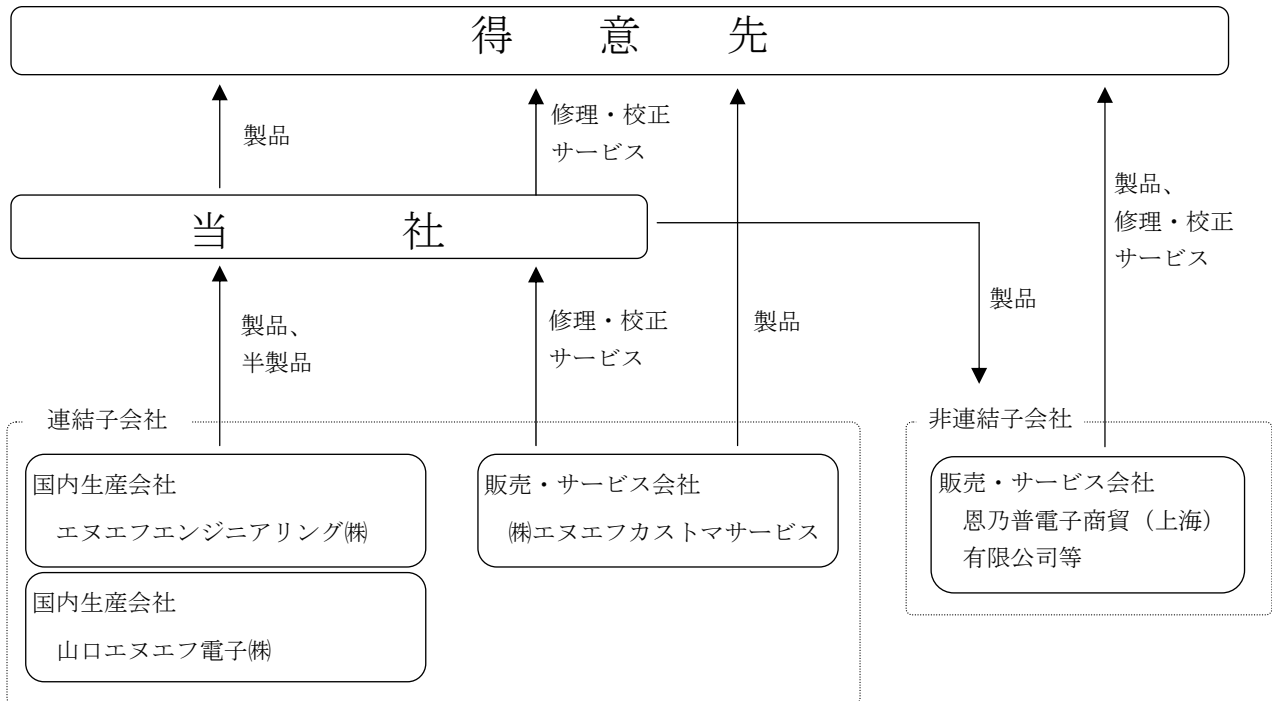 得意先
製品
修理・校正
サービス
製品、
修理・校正
サービス
当社
製品、
半製品
修理・校正
サービス
製品
製品
連結子会社
非連結子会社
国内生産会社
エヌエフエンジニアリング㈱
販売・サービス会社
㈱エヌエフカストマサービス
販売・サービス会社
恩乃普電子商貿（上海）
有限公司等
国内生産会社
山口エヌエフ電子㈱